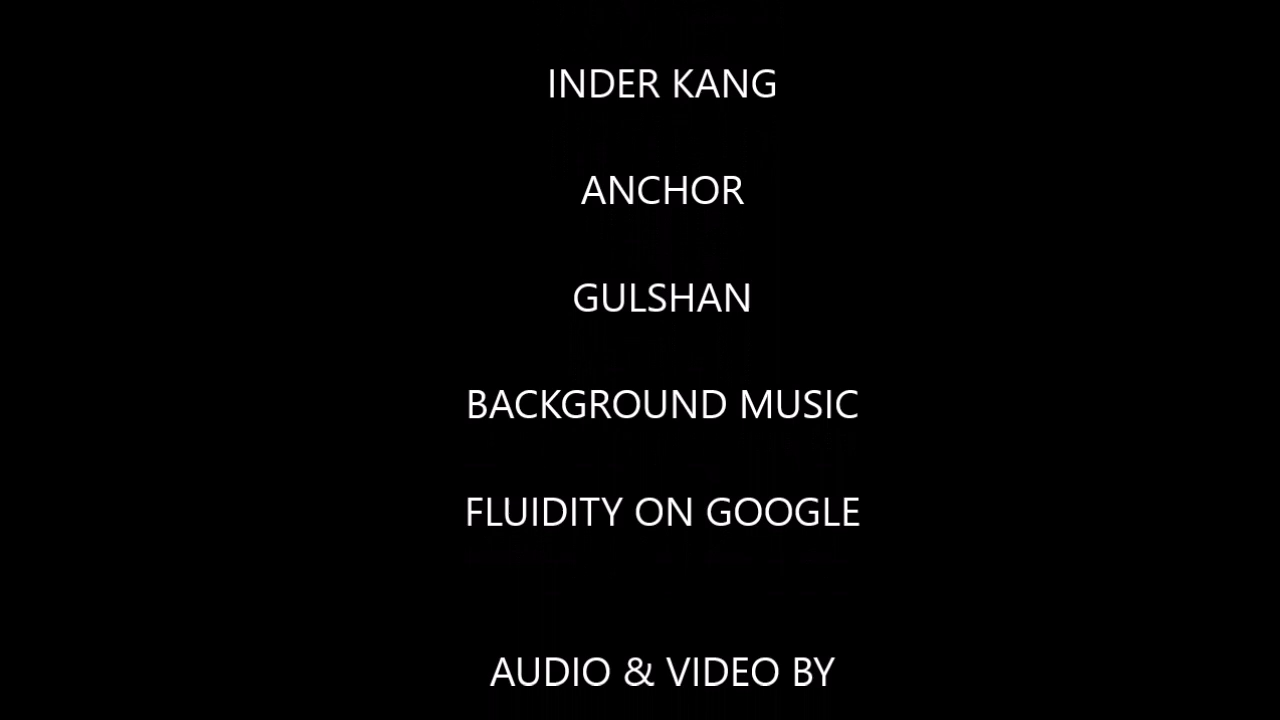 INDER KANG
ANCHOR
GULSHAN
BACKGROUND MUSIC
FLUIDITY ON GOOGLE
AUDIO & VIDEO BY